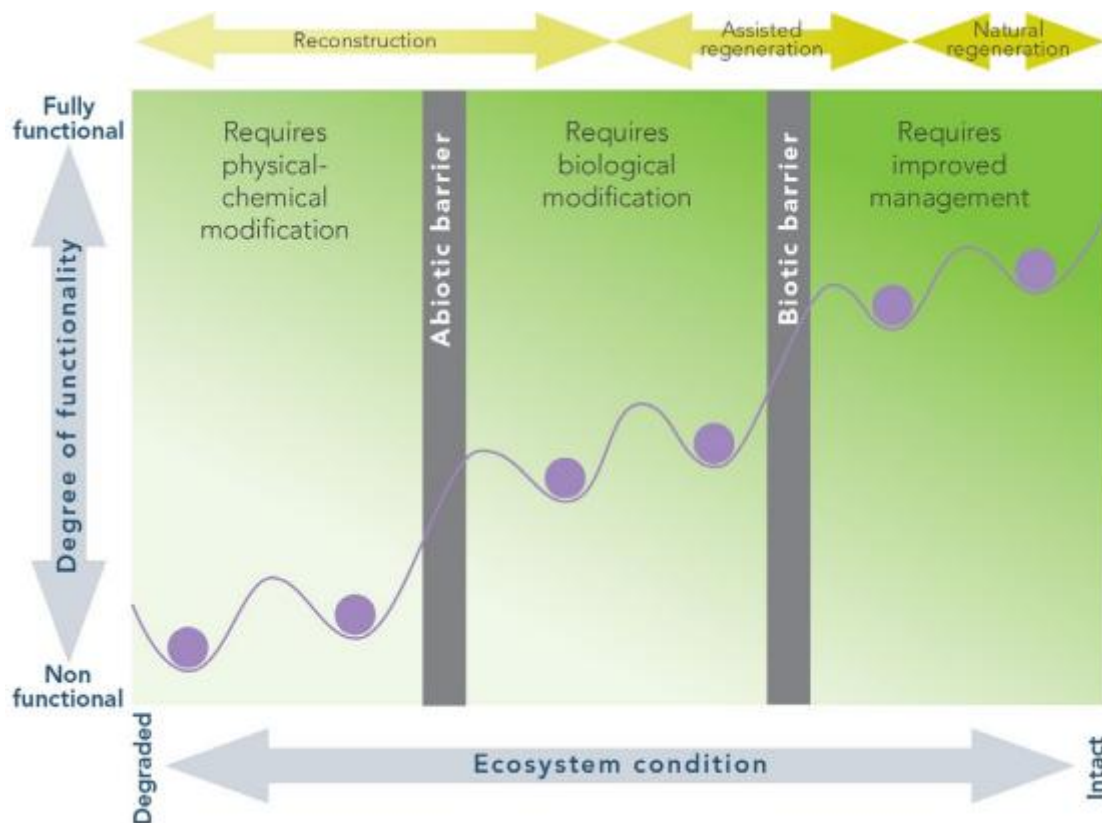 Reconstruction
Assisted
regeneration
Natural
regeneration
Fully
functional
Degree of functionality
Non
functional
Requires
physical-
chemical
modification
Abiotic barrier
Requires
biological
modification
Biotic barrier
Requires
improved
management
Degraded
Ecosystem condition
Intact